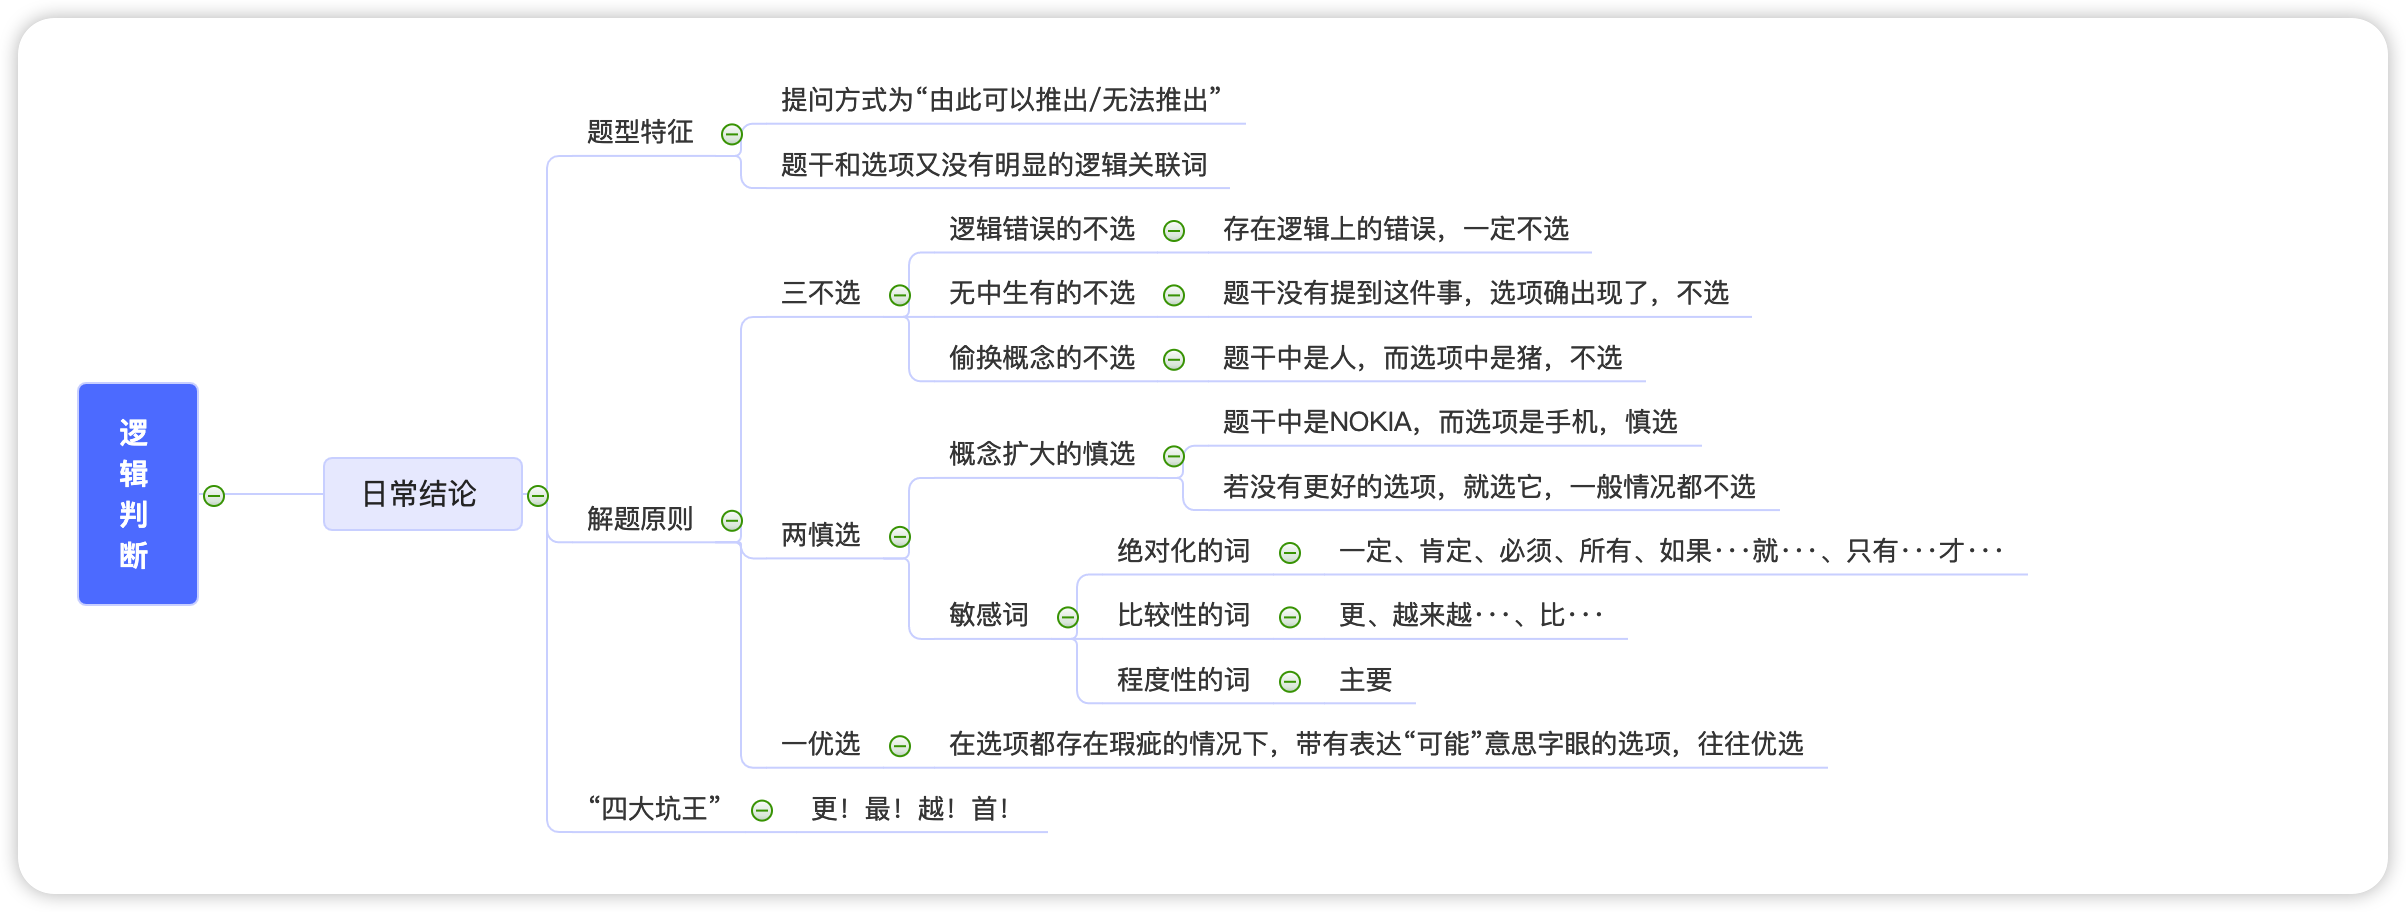 逻辑判断
日常结论
题型特征
提问方式为“由此可以推出/无法推出”
题干和选项又没有明显的逻辑关联词
解题原则
三不选
逻辑错误的不选
存在逻辑上的错误，一定不选
无中生有的不选
题干没有提到这件事，选项确出现了，不选
偷换概念的不选
题干中是人，而选项中是猪，不选
两慎选
概念扩大的慎选
题干中是NOKIA，而选项是手机，慎选
若没有更好的选项，就选它，一般情况都不选
敏感词
绝对化的词
一定、肯定、必须、所有、如果···就···、只有···才···
比较性的词
更、越来越···、比···
程度性的词
主要
一优选
在选项都存在瑕疵的情况下，带有表达“可能”意思字眼的选项，往往优选
“四大坑王”
更！最！越！首！